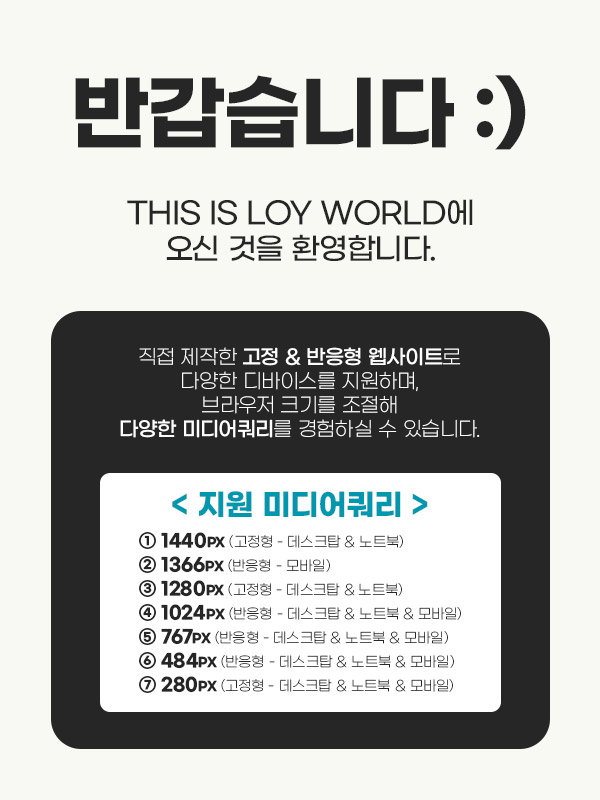 반갑습니다 :)
THIS IS LOY WORLD에
오신 것을 환영합니다.
직접 제작한 고정 & 반응형 웹사이트로
다양한 디바이스를 지원하며,
브라우저 크기를 조절해
다양한 미디어쿼리를 경험하실 수 있습니다.
< 지원 미디어쿼리 >
① 1440PX (고정형 - 데스크탑 & 노트북)
② 1366PX (반응형 - 모바일)
③ 1280PX (고정형 - 데스크탑 & 노트북)
④ 1024PX (반응형 - 데스크탑 & 노트북 & 모바일)
⑤ 767PX (반응형 - 데스크탑 & 노트북 & 모바일)
⑥ 484PX (반응형 - 데스크탑 & 노트북 & 모바일)
⑦ 280PX (고정형 - 데스크탑 & 노트북 & 모바일)